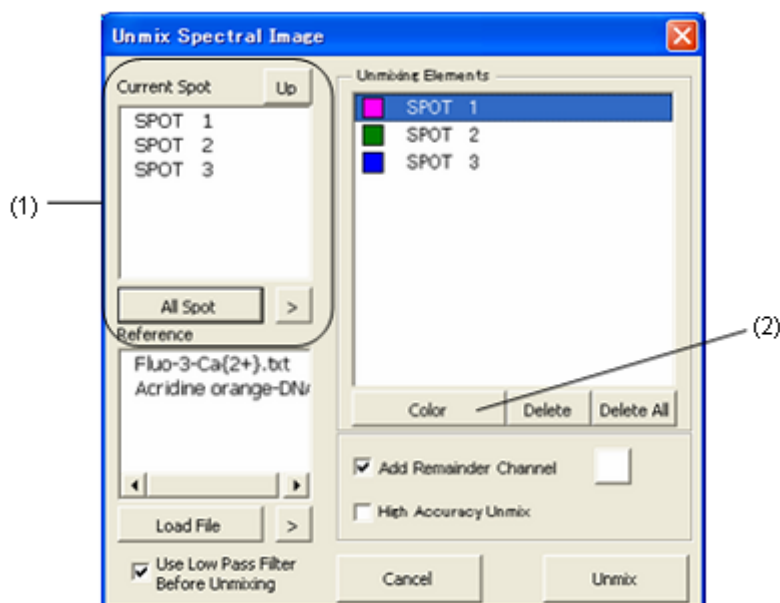 Unmix Spectral Image
(1)
Current Spot
Up
SPOT 1
SPOT 2
SPOT 3
All Spot
>
Reference
Fluo-3-Ca{2+}.txt
Acridine orange-DNA
Load File
>
Use Low Pass Filter
Before Unmixing
Unmixing Elements
SPOT 1
SPOT 2
SPOT 3
(2)
Color
Delete
Delete All
Add Remainder Channel
High Accuracy Unmix
Cancel
Unmix